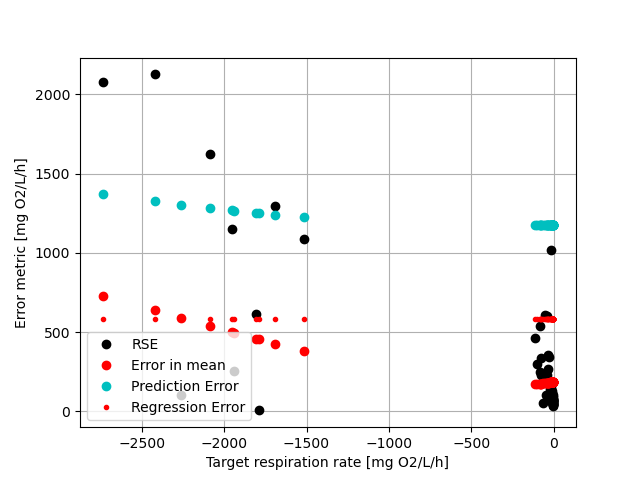 2000
1500
1000
500
0
Error metric [mg O2/L/h]
RSE
Error in mean
Prediction Error
Regression Error
−2500 −2000 −1500 −1000 −500 0
Target respiration rate [mg O2/L/h]